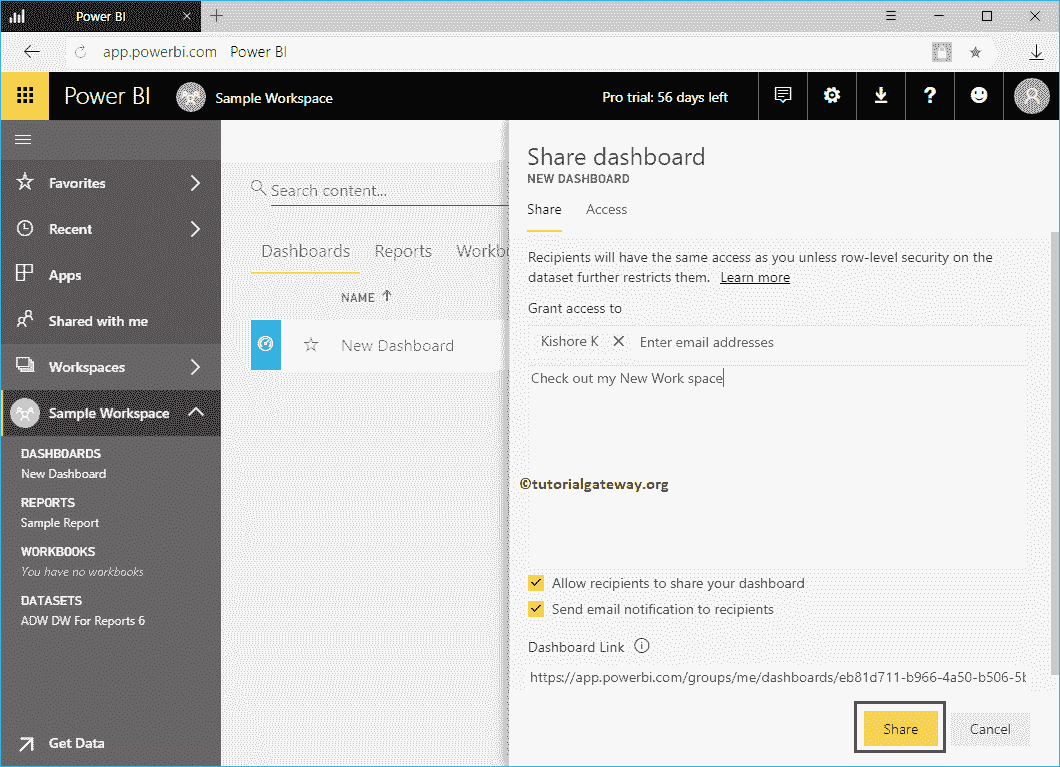 Power BI
app.powerbi.com Power BI
Power BI Sample Workspace Pro trial: 56 days left
Favorites
Recent
Apps
Shared with me
Workspaces
Sample Workspace
DASHBOARDS
New Dashboard
REPORTS
Sample Report
WORKBOOKS
You have no workbooks
DATASETS
ADW DW For Reports 6
Get Data
Search content...
Dashboards Reports Workbo
NAME
New Dashboard
Share dashboard
NEW DASHBOARD
Share Access
Recipients will have the same access as you unless row-level security on the
dataset further restricts them. Learn more
Grant access to
Kishore K Enter email addresses
Check out my New Work space
©tutorialgateway.org
Allow recipients to share your dashboard
Send email notification to recipients
Dashboard Link
https://app.powerbi.com/groups/me/dashboards/eb81d711-b966-4a50-b506-5b
Share Cancel